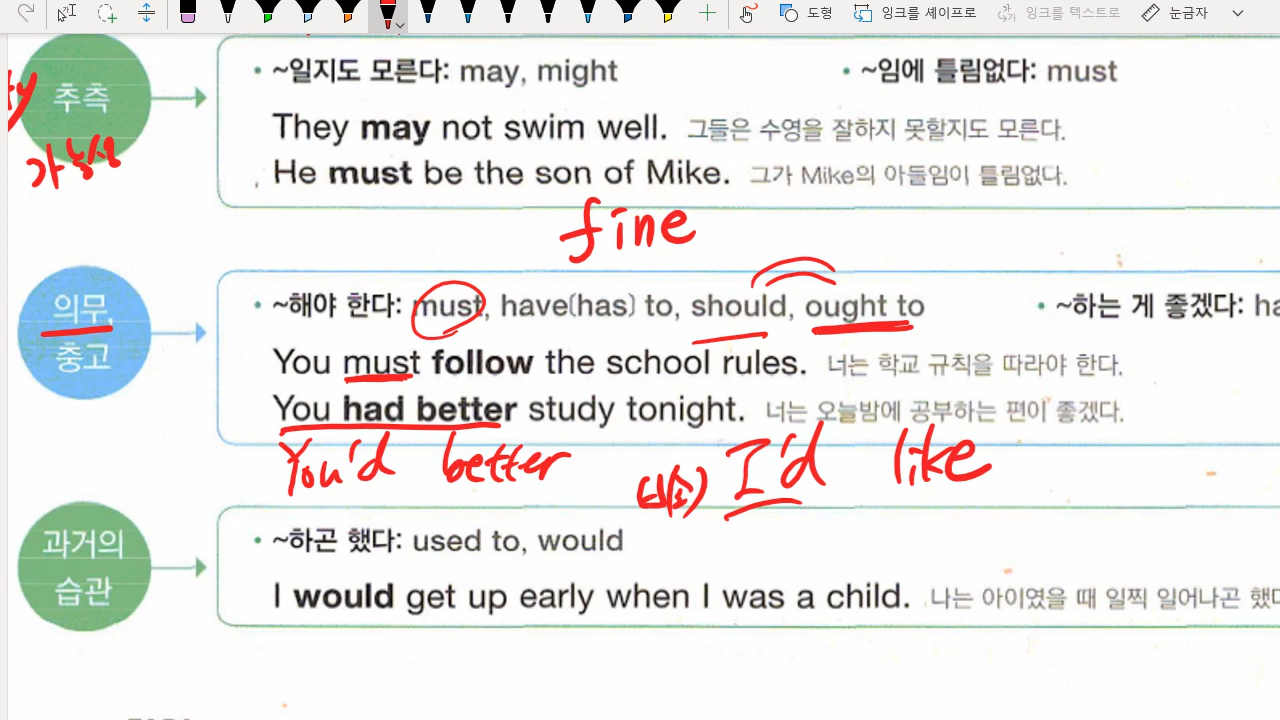 도형 잉크를 셰이프로 잉크를 텍스트로 눈금자
추측
가능성
• ~일지도 모른다: may, might • ~임에 틀림없다: must
They may not swim well. 그들은 수영을 잘하지 못할지도 모른다.
He must be the son of Mike. 그가 Mike의 아들임이 틀림없다.
fine
의무,
충고
• ~해야 한다: must, have(has) to, should, ought to • ~하는 게 좋겠다:
You must follow the school rules. 너는 학교 규칙을 따라야 한다.
You had better study tonight. 너는 오늘밤에 공부하는 편이 좋겠다.
You'd better I'd like
과거의
습관
• ~하곤 했다: used to, would
I would get up early when I was a child. 나는 아이였을 때 일찍 일어나곤 했